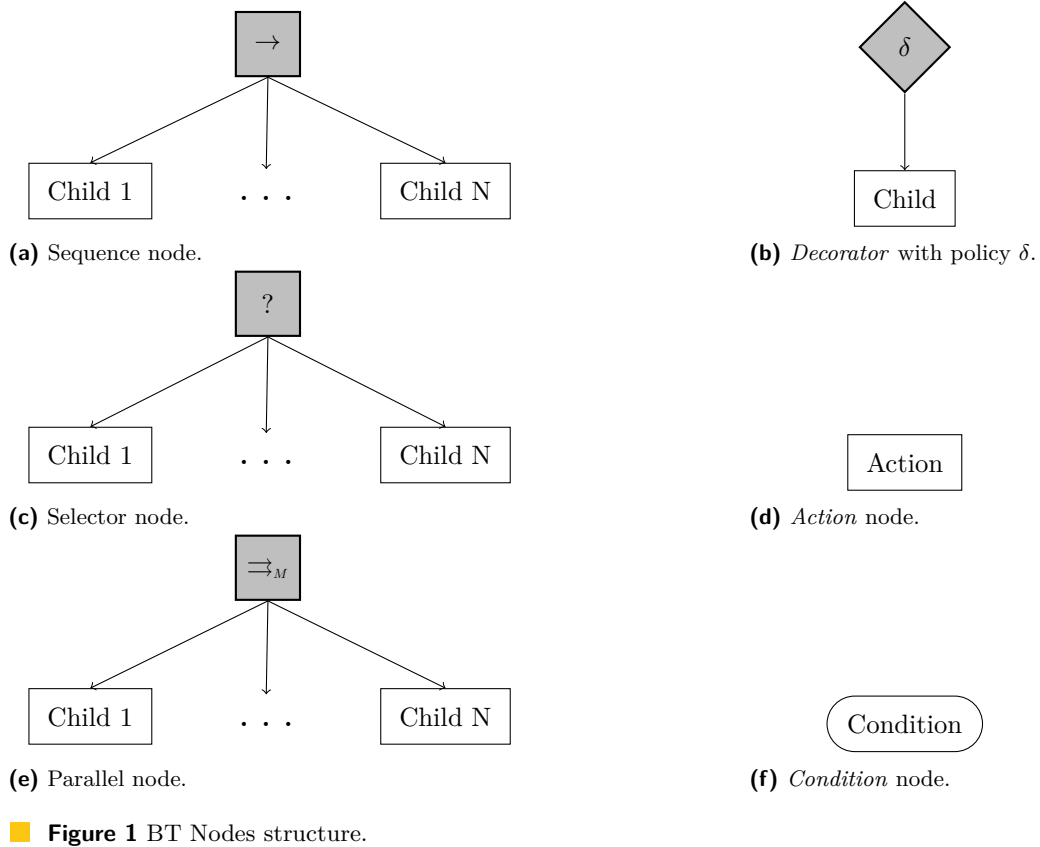 →
δ
Child 1
. . .
Child N
Child
(a) Sequence node.
(b) Decorator with policy δ.
?
Child 1
. . .
Child N
Action
(c) Selector node.
(d) Action node.
⇉M
Child 1
. . .
Child N
Condition
(e) Parallel node.
(f) Condition node.
Figure 1 BT Nodes structure.